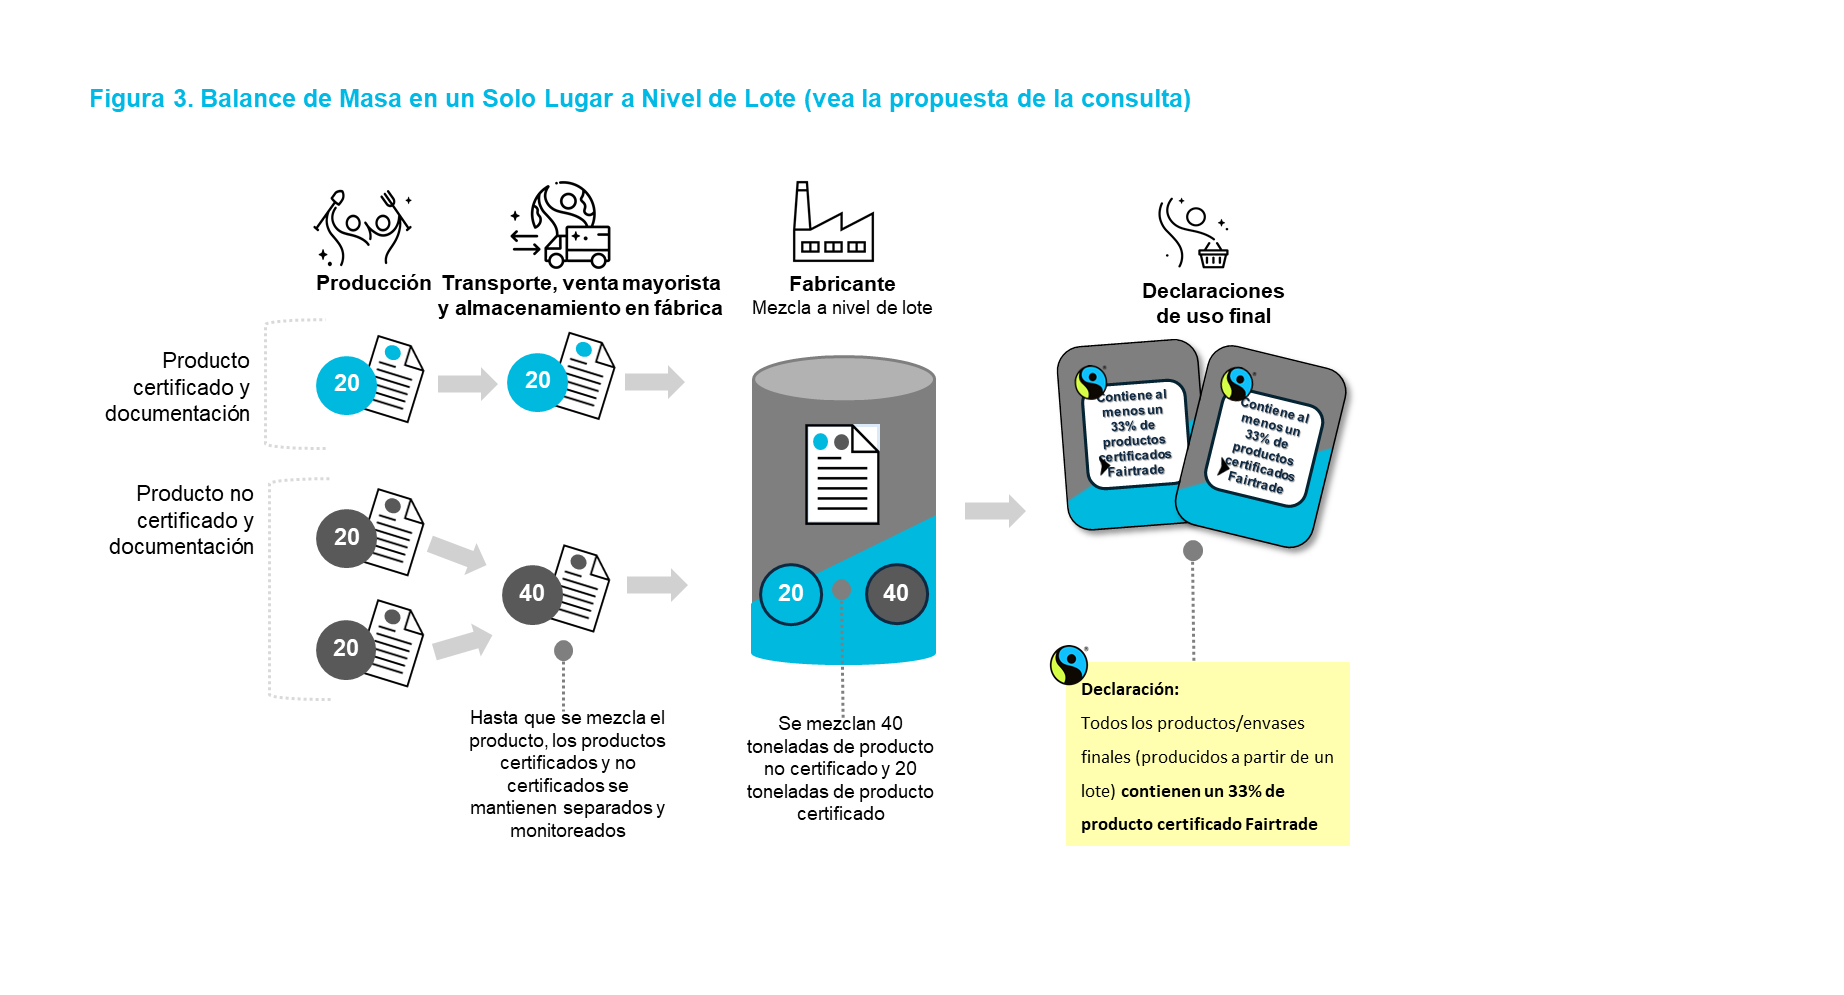 Figura 3. Balance de Masa en un Solo Lugar a Nivel de Lote (vea la propuesta de la consulta)
Producción
Transporte, venta mayorista
y almacenamiento en fábrica
Fabricante
Mezcla a nivel de lote
Declaraciones
de uso final
Producto
certificado y
documentación
20
20
Producto no
certificado y
documentación
20
20
40
20
40
Contiene al
menos un
33% de
productos
certificados
Fairtrade
Contiene al
menos un
33% de
productos
certificados
Fairtrade
Hasta que se mezcla el
producto, los productos
certificados y no
certificados se
mantienen separados y
monitoreados
Se mezclan 40
toneladas de producto
no certificado y 20
toneladas de producto
certificado
Declaración:
Todos los productos/envases
finales (producidos a partir de un
lote) contienen un 33% de
producto certificado Fairtrade